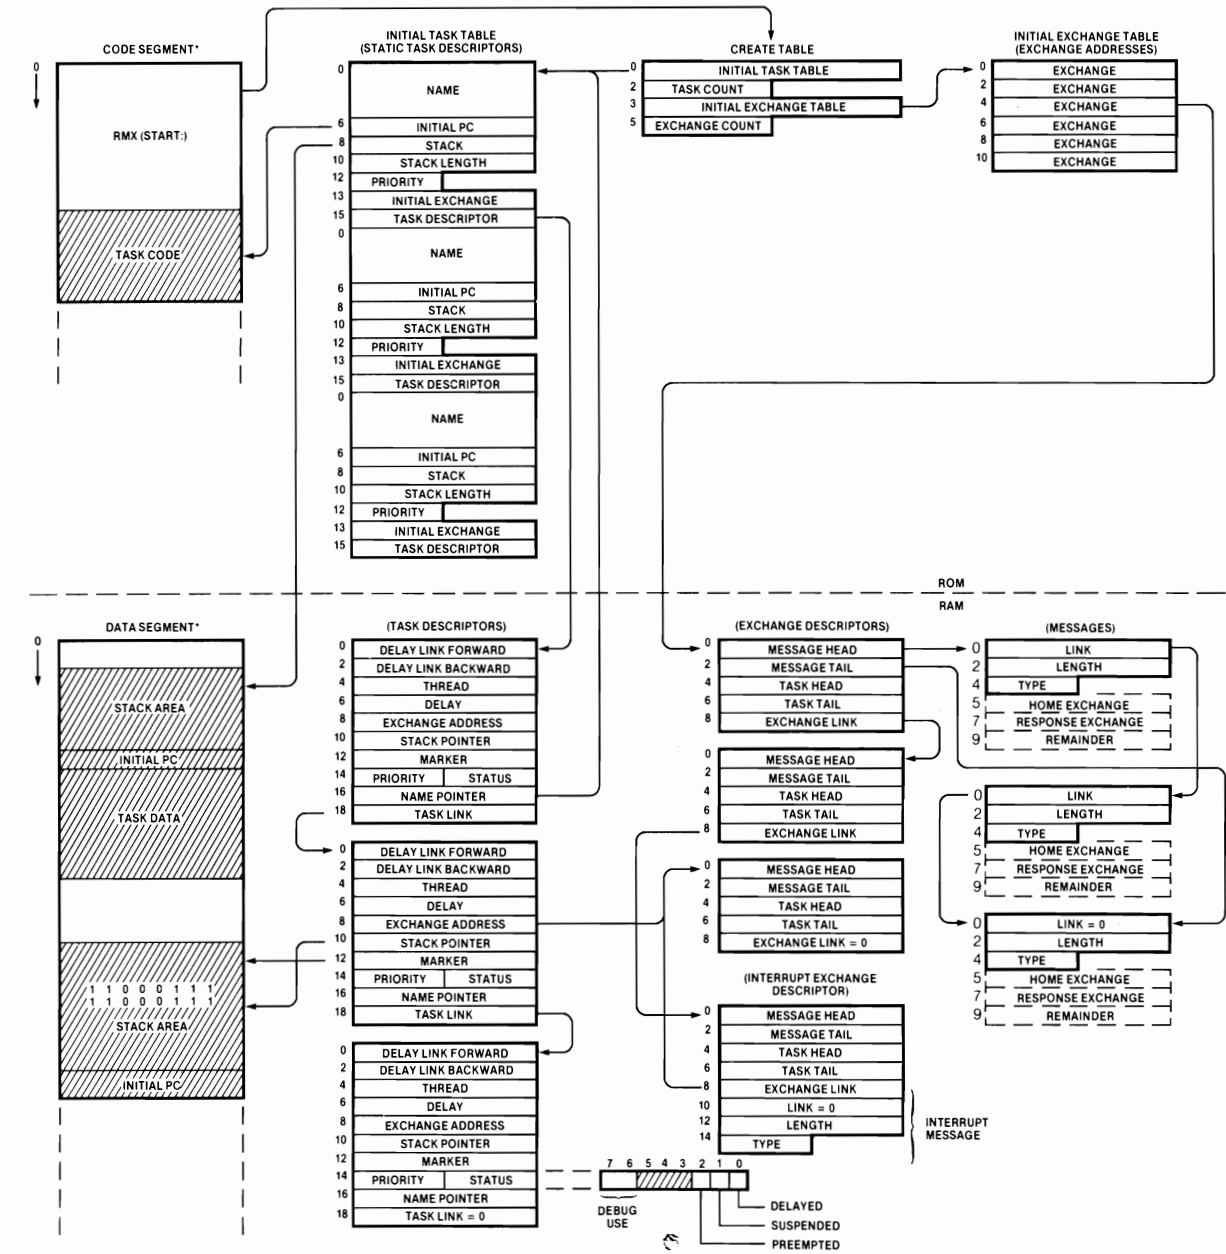 CODE SEGMENT*
0
RMX (START:)
TASK CODE
INITIAL TASK TABLE
(STATIC TASK DESCRIPTORS)
0
NAME
6
INITIAL PC
8
STACK
10
STACK LENGTH
12
PRIORITY
13
INITIAL EXCHANGE
15
TASK DESCRIPTOR
0
NAME
6
INITIAL PC
8
STACK
10
STACK LENGTH
12
PRIORITY
13
INITIAL EXCHANGE
15
TASK DESCRIPTOR
0
NAME
6
INITIAL PC
8
STACK
10
STACK LENGTH
12
PRIORITY
13
INITIAL EXCHANGE
15
TASK DESCRIPTOR
CREATE TABLE
0
INITIAL TASK TABLE
2
TASK COUNT
3
INITIAL EXCHANGE TABLE
5
EXCHANGE COUNT
INITIAL EXCHANGE TABLE
(EXCHANGE ADDRESSES)
0
EXCHANGE
2
EXCHANGE
4
EXCHANGE
6
EXCHANGE
8
EXCHANGE
10
EXCHANGE
ROM
RAM
DATA SEGMENT*
0
STACK AREA
INITIAL PC
TASK DATA
1 1 0 0 0 1 1 1
1 1 0 0 0 1 1 1
STACK AREA
INITIAL PC
(TASK DESCRIPTORS)
0
DELAY LINK FORWARD
2
DELAY LINK BACKWARD
4
THREAD
6
DELAY
8
EXCHANGE ADDRESS
10
STACK POINTER
12
MARKER
14
PRIORITY STATUS
16
NAME POINTER
18
TASK LINK
0
DELAY LINK FORWARD
2
DELAY LINK BACKWARD
4
THREAD
6
DELAY
8
EXCHANGE ADDRESS
10
STACK POINTER
12
MARKER
14
PRIORITY STATUS
16
NAME POINTER
18
TASK LINK
0
DELAY LINK FORWARD
2
DELAY LINK BACKWARD
4
THREAD
6
DELAY
8
EXCHANGE ADDRESS
10
STACK POINTER
12
MARKER
14
PRIORITY STATUS
16
NAME POINTER
18
TASK LINK = 0
(EXCHANGE DESCRIPTORS)
0
MESSAGE HEAD
2
MESSAGE TAIL
4
TASK HEAD
6
TASK TAIL
8
EXCHANGE LINK
0
MESSAGE HEAD
2
MESSAGE TAIL
4
TASK HEAD
6
TASK TAIL
8
EXCHANGE LINK
0
MESSAGE HEAD
2
MESSAGE TAIL
4
TASK HEAD
6
TASK TAIL
8
EXCHANGE LINK = 0
(INTERRUPT EXCHANGE
DESCRIPTOR)
0
MESSAGE HEAD
2
MESSAGE TAIL
4
TASK HEAD
6
TASK TAIL
8
EXCHANGE LINK
10
LINK = 0
12
LENGTH
14
TYPE
INTERRUPT
MESSAGE
(MESSAGES)
0
LINK
2
LENGTH
4
TYPE
5
HOME EXCHANGE
7
RESPONSE EXCHANGE
9
REMAINDER
0
LINK
2
LENGTH
4
TYPE
5
HOME EXCHANGE
7
RESPONSE EXCHANGE
9
REMAINDER
0
LINK = 0
2
LENGTH
4
TYPE
5
HOME EXCHANGE
7
RESPONSE EXCHANGE
9
REMAINDER
7 6 5 4 3 2 1 0
DEBUG
USE
DELAYED
SUSPENDED
PREEMPTED